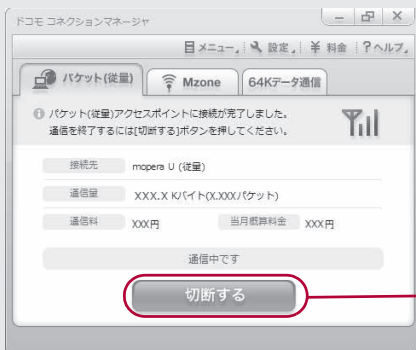 ドコモ コネクションマネージャ
メニュー 設定 ¥ 料金 ? ヘルプ
パケット(従量) Mzone 64Kデータ通信
パケット(従量)アクセスポイントに接続が完了しました。
通信を終了するには[切断する]ボタンを押してください。
接続先 mopera U (従量)
通信量 XXX.X Kバイト(X.XXXパケット)
通信料 XXX円 当月概算料金 XXX円
通信中です
切断する